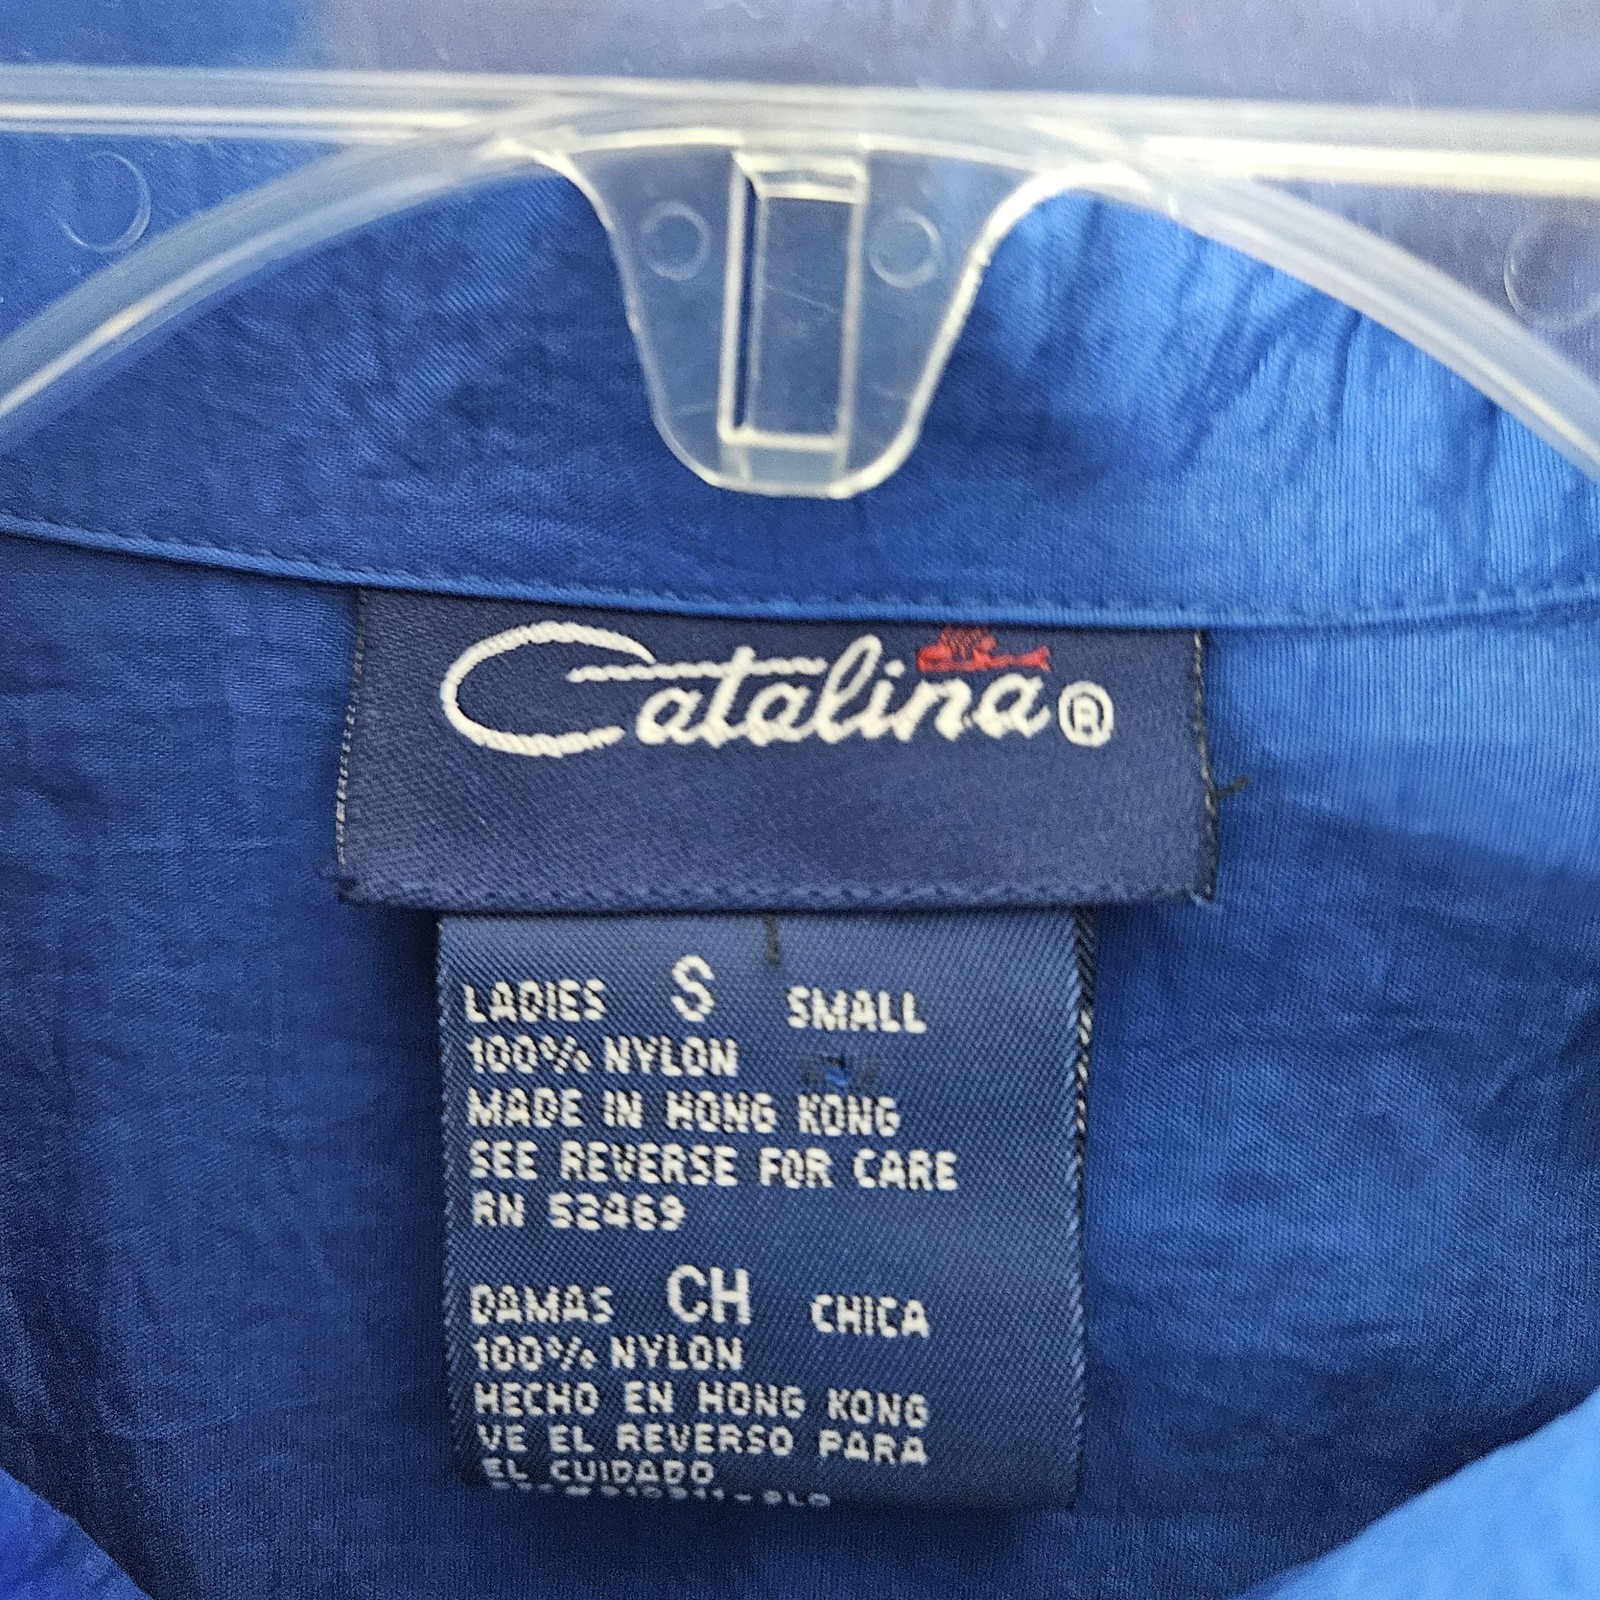 Catalina®
LADIES S SMALL
100% NYLON
MADE IN HONG KONG
SEE REVERSE FOR CARE
RN 52469
DAMAS CH CHICA
100% NYLON
HECHO EN HONG KONG
VE EL REVERSO PARA
EL CUIDADO